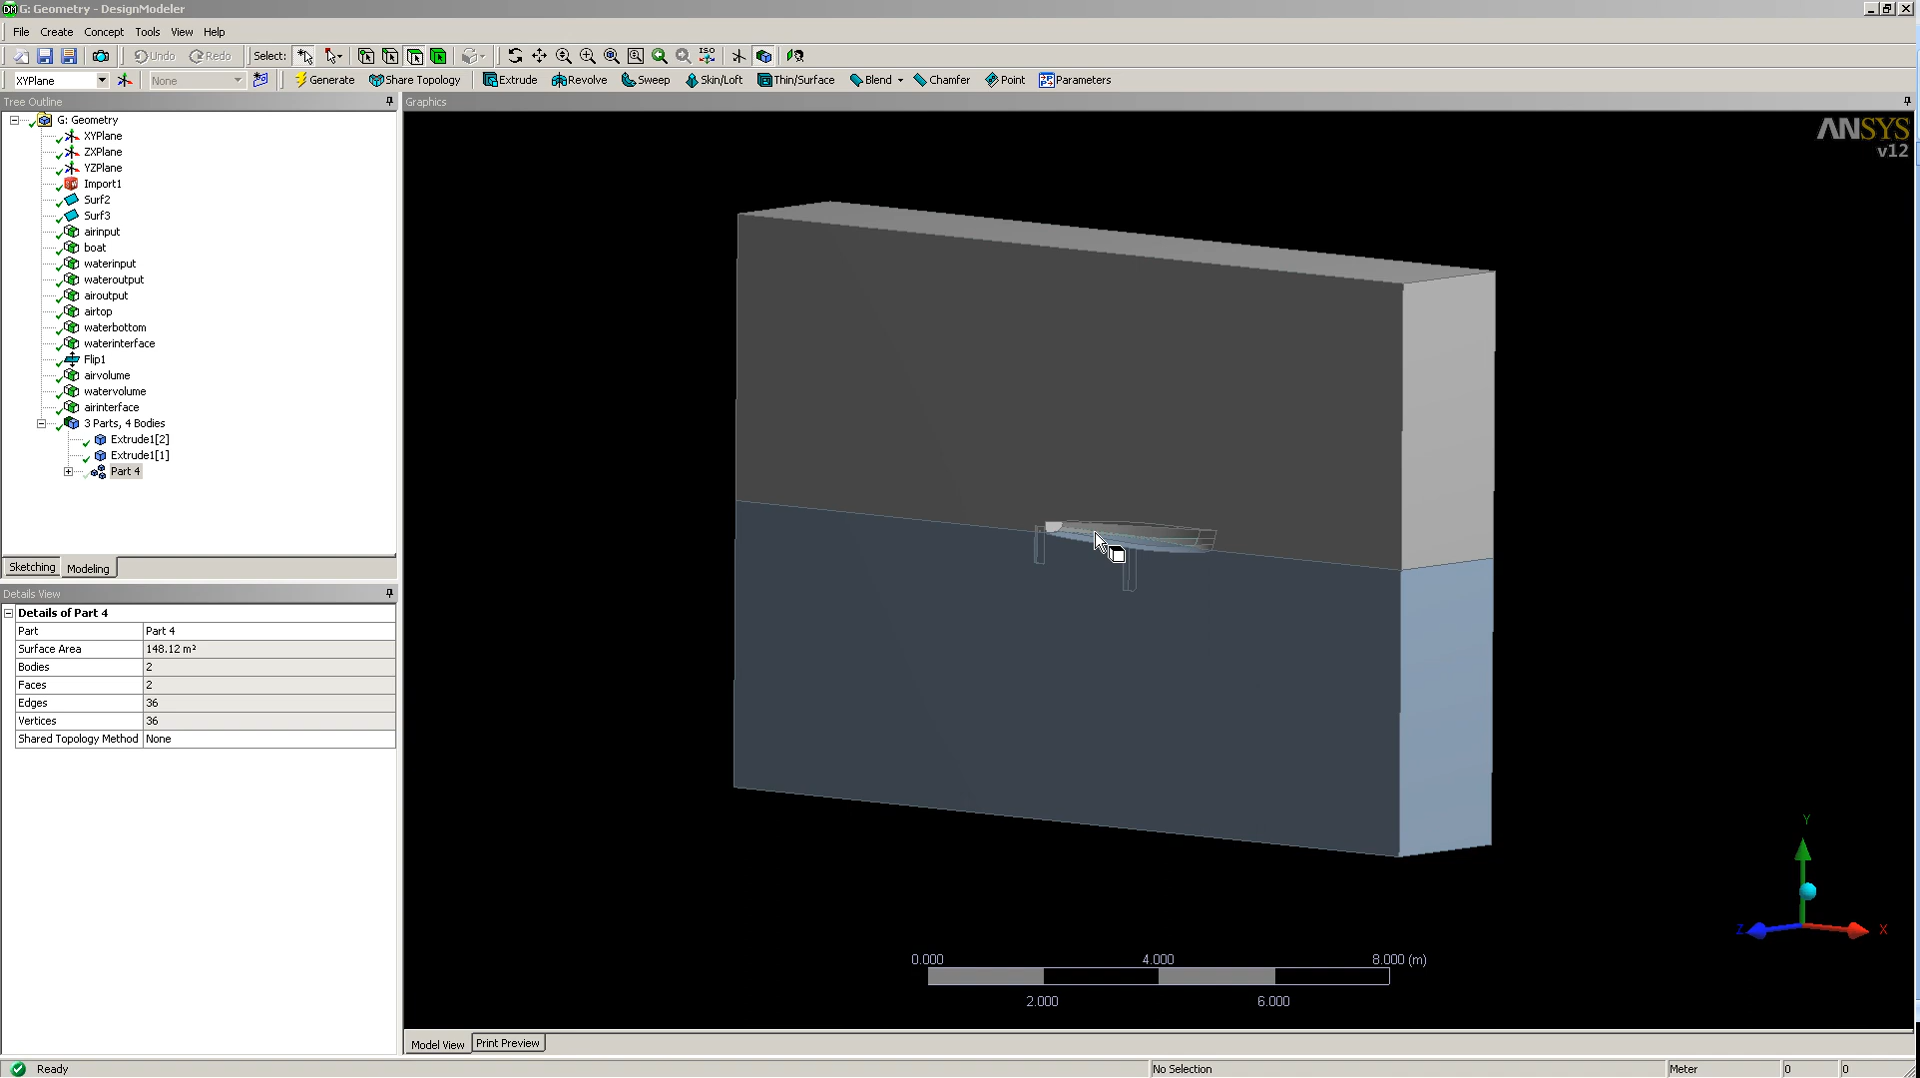 G: Geometry - DesignModeler
File Create Concept Tools View Help
Undo Redo Select: ISO
XYPlane None Generate Share Topology Extrude Revolve Sweep Skin/Loft Thin/Surface Blend Chamfer Point Parameters
Tree Outline
G: Geometry
XYPlane
ZXPlane
YZPlane
Import1
Surf2
Surf3
airinput
boat
waterinput
wateroutput
airoutput
airtop
waterbottom
waterinterface
Flip1
airvolume
watervolume
airinterface
3 Parts, 4 Bodies
Extrude1[2]
Extrude1[1]
Part 4
Sketching Modeling
Details View
Details of Part 4
Part Part 4
Surface Area 148.12 m²
Bodies 2
Faces 2
Edges 36
Vertices 36
Shared Topology Method None
Graphics
ANSYS
v12
Y
Z X
0.000 4.000 8.000 (m)
2.000 6.000
Model View Print Preview
Ready No Selection Meter 0 0